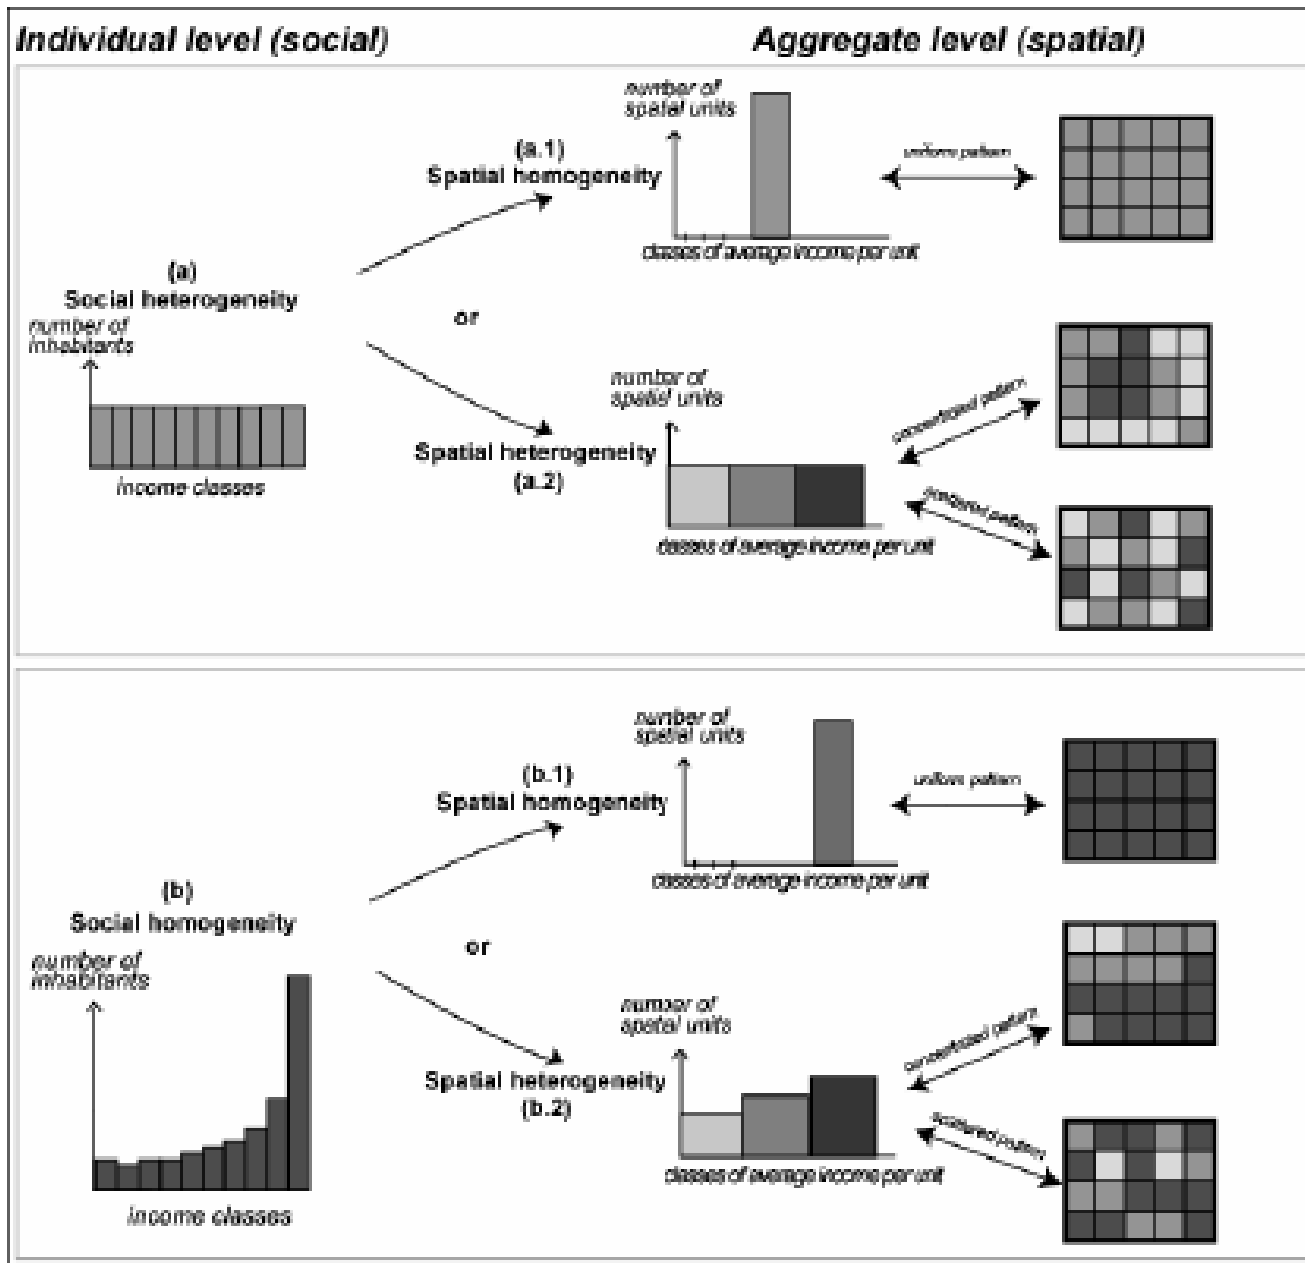 Individual level (social)
Aggregate level (spatial)
number of
spatial units
(a.1)
Spatial homogeneity
uniform pattern
classes of average income per unit
(a)
Social heterogeneity
number of
inhabitants
income classes
or
number of
spatial units
Spatial heterogeneity
(a.2)
classes of average income per unit
concentrated pattern
scattered pattern
number of
spatial units
(b.1)
Spatial homogeneity
uniform pattern
classes of average income per unit
(b)
Social homogeneity
number of
inhabitants
income classes
or
number of
spatial units
Spatial heterogeneity
(b.2)
classes of average income per unit
concentrated pattern
scattured pattern